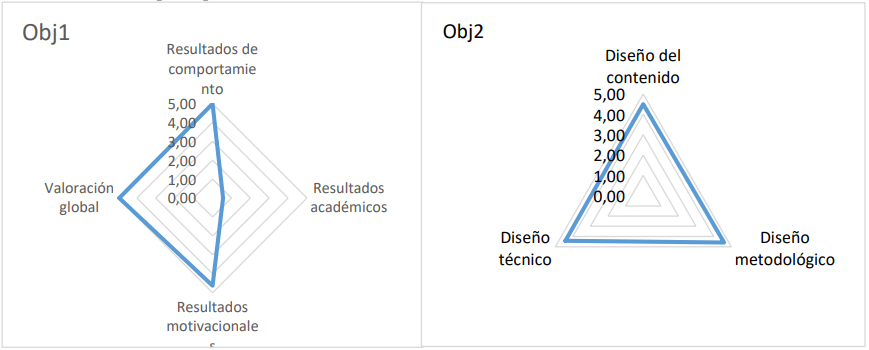 Obj1
Resultados de
comportamie
nto
5,00
4,00
3,00
2,00
1,00
0,00
Valoración
global
Resultados
académicos
Resultados
motivacionale
s
Obj2
Diseño del
contenido
5,00
4,00
3,00
2,00
1,00
0,00
Diseño
técnico
Diseño
metodológico